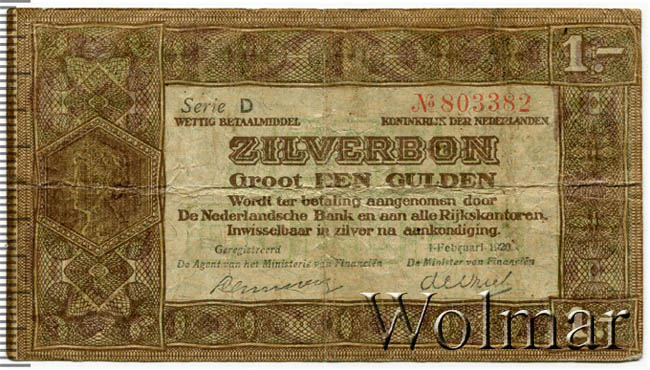 1.-
Serie D № 803382
WETTIG BETAALMIDDEL KONINKRIJK DER NEDERLANDEN
ZILVERBON
Groot EEN GULDEN
Wordt ter betaling aangenomen door
De Nederlandsche Bank en aan alle Rijkskantoren.
Inwisselbaar in zilver na aankondiging.
Geregistreerd 1 Februari 1920.
De Agent van het Ministerie van Financiën De Minister van Financiën
Wolmar